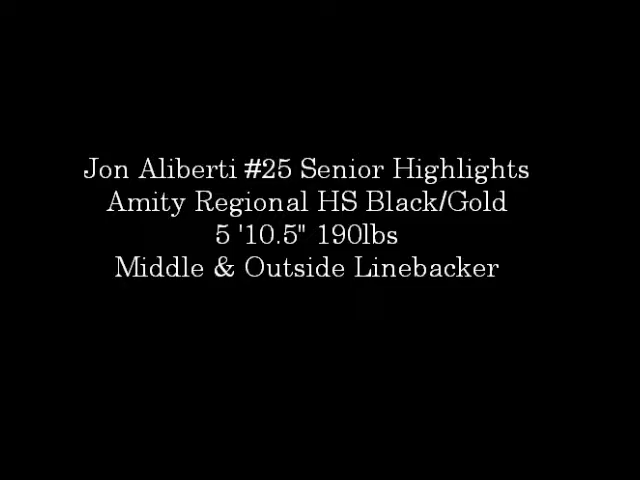 Jon Aliberti #25 Senior Highlights
Amity Regional HS Black/Gold
5 '10.5" 190lbs
Middle & Outside Linebacker